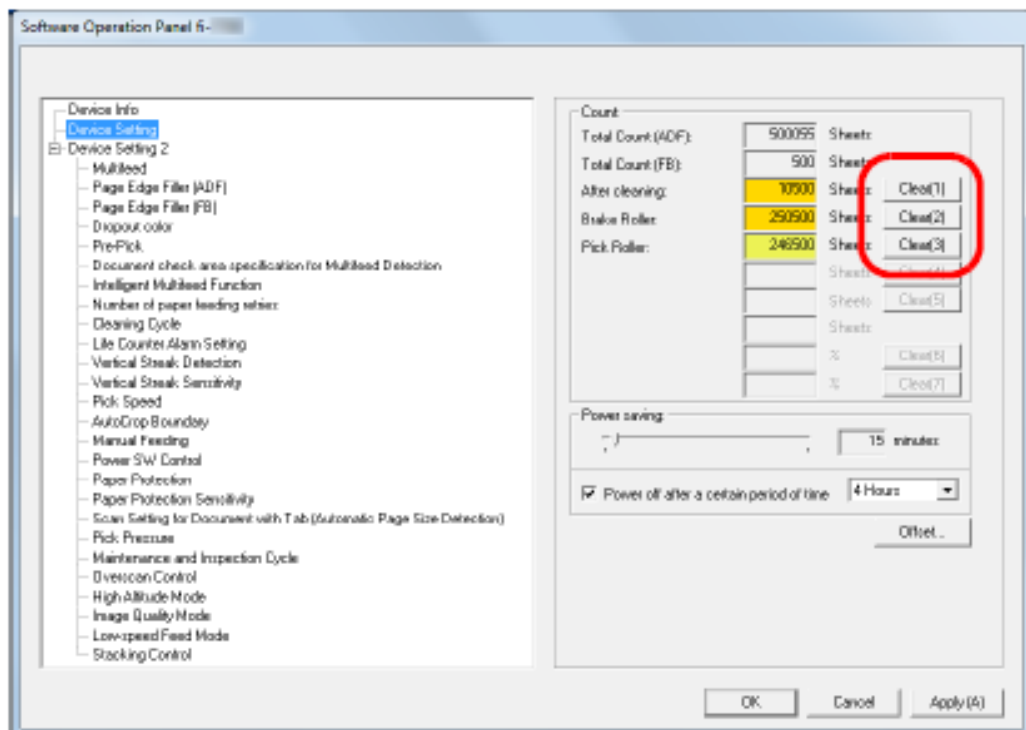 Software Operation Panel fi-
Device Info
Device Setting
Device Setting 2
Multifeed
Page Edge Filler (ADF)
Page Edge Filler (FB)
Dropout color
Pre-Pick
Document check area specification for Multifeed Detection
Intelligent Multifeed Function
Number of paper feeding retries
Cleaning Cycle
Life Counter Alarm Setting
Vertical Streak Detection
Vertical Streak Sensitivity
Pick Speed
AutoCrop Boundary
Manual Feeding
Power SW Control
Paper Protection
Paper Protection Sensitivity
Scan Setting for Document with Tab (Automatic Page Size Detection)
Pick Pressure
Maintenance and Inspection Cycle
Overscan Control
High Altitude Mode
Image Quality Mode
Low-speed Feed Mode
Stacking Control
Count
Total Count (ADF): 500055 Sheets
Total Count (FB): 500 Sheets
After cleaning: 10500 Sheets Clear(1)
Brake Roller: 250500 Sheets Clear(2)
Pick Roller: 246500 Sheets Clear(3)
Sheets Clear(4)
Sheets Clear(5)
Sheets
% Clear(6)
% Clear(7)
Power saving:
15 minutes
Power off after a certain period of time 4 Hours
Offset...
OK Cancel Apply (A)